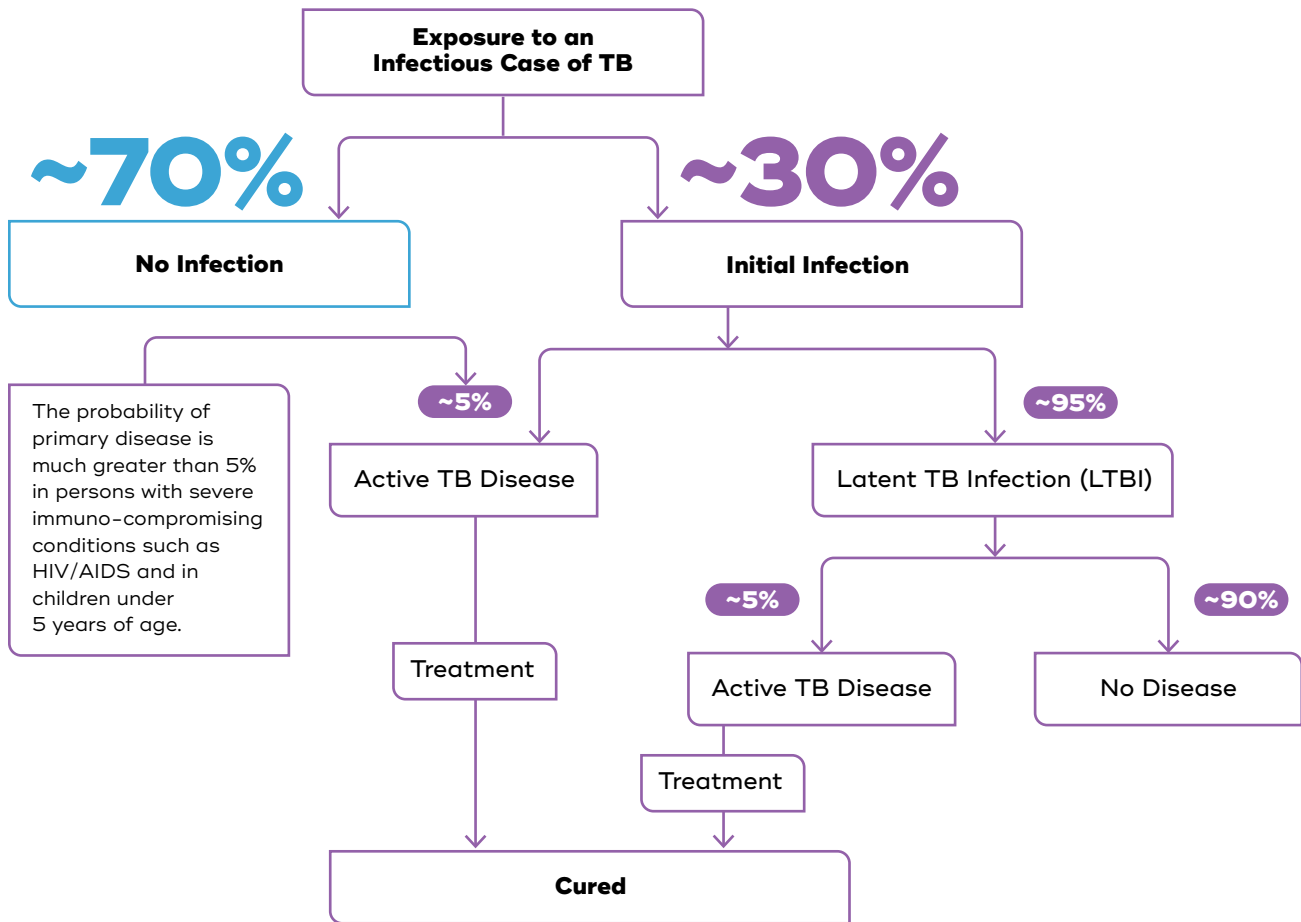 Exposure to an
Infectious Case of TB
~70%
~30%
No Infection
Initial Infection
The probability of
primary disease is
much greater than 5%
in persons with severe
immuno-compromising
conditions such as
HIV/AIDS and in
children under
5 years of age.
~5%
~95%
Active TB Disease
Latent TB Infection (LTBI)
~5%
~90%
Treatment
Active TB Disease
No Disease
Treatment
Cured